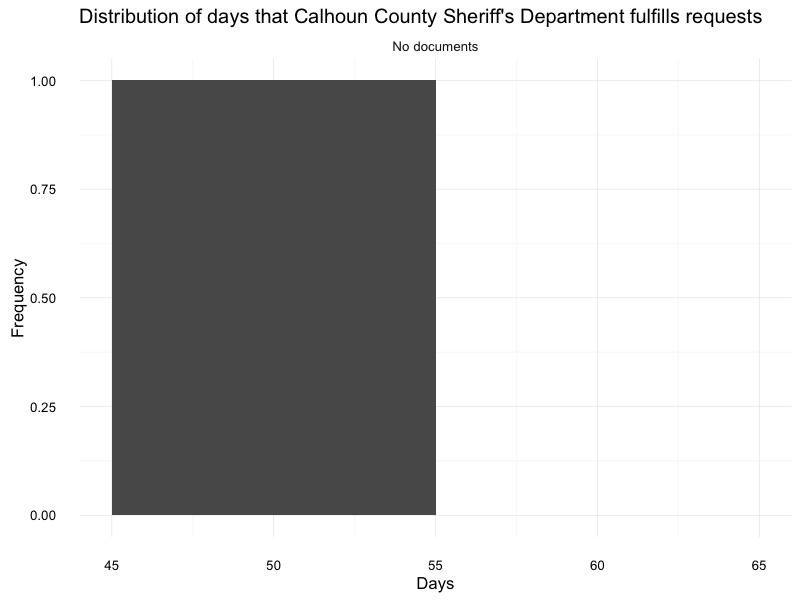 Distribution of days that Calhoun County Sheriff's Department fulfills requests
No documents
1.00
0.75
0.50
0.25
0.00
Frequency
45 50 55 60 65
Days